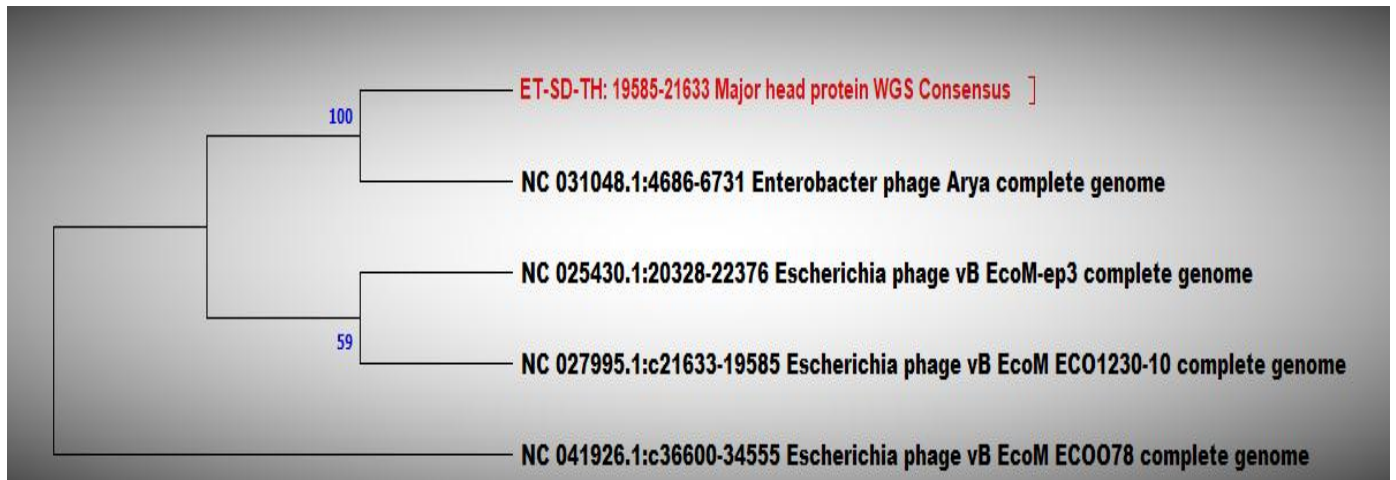 ET-SD-TH: 19585-21633 Major head protein WGS Consensus
100
NC 031048.1:4686-6731 Enterobacter phage Arya complete genome
NC 025430.1:20328-22376 Escherichia phage vB EcoM-ep3 complete genome
59
NC 027995.1:c21633-19585 Escherichia phage vB EcoM ECO1230-10 complete genome
NC 041926.1:c36600-34555 Escherichia phage vB EcoM ECOO78 complete genome